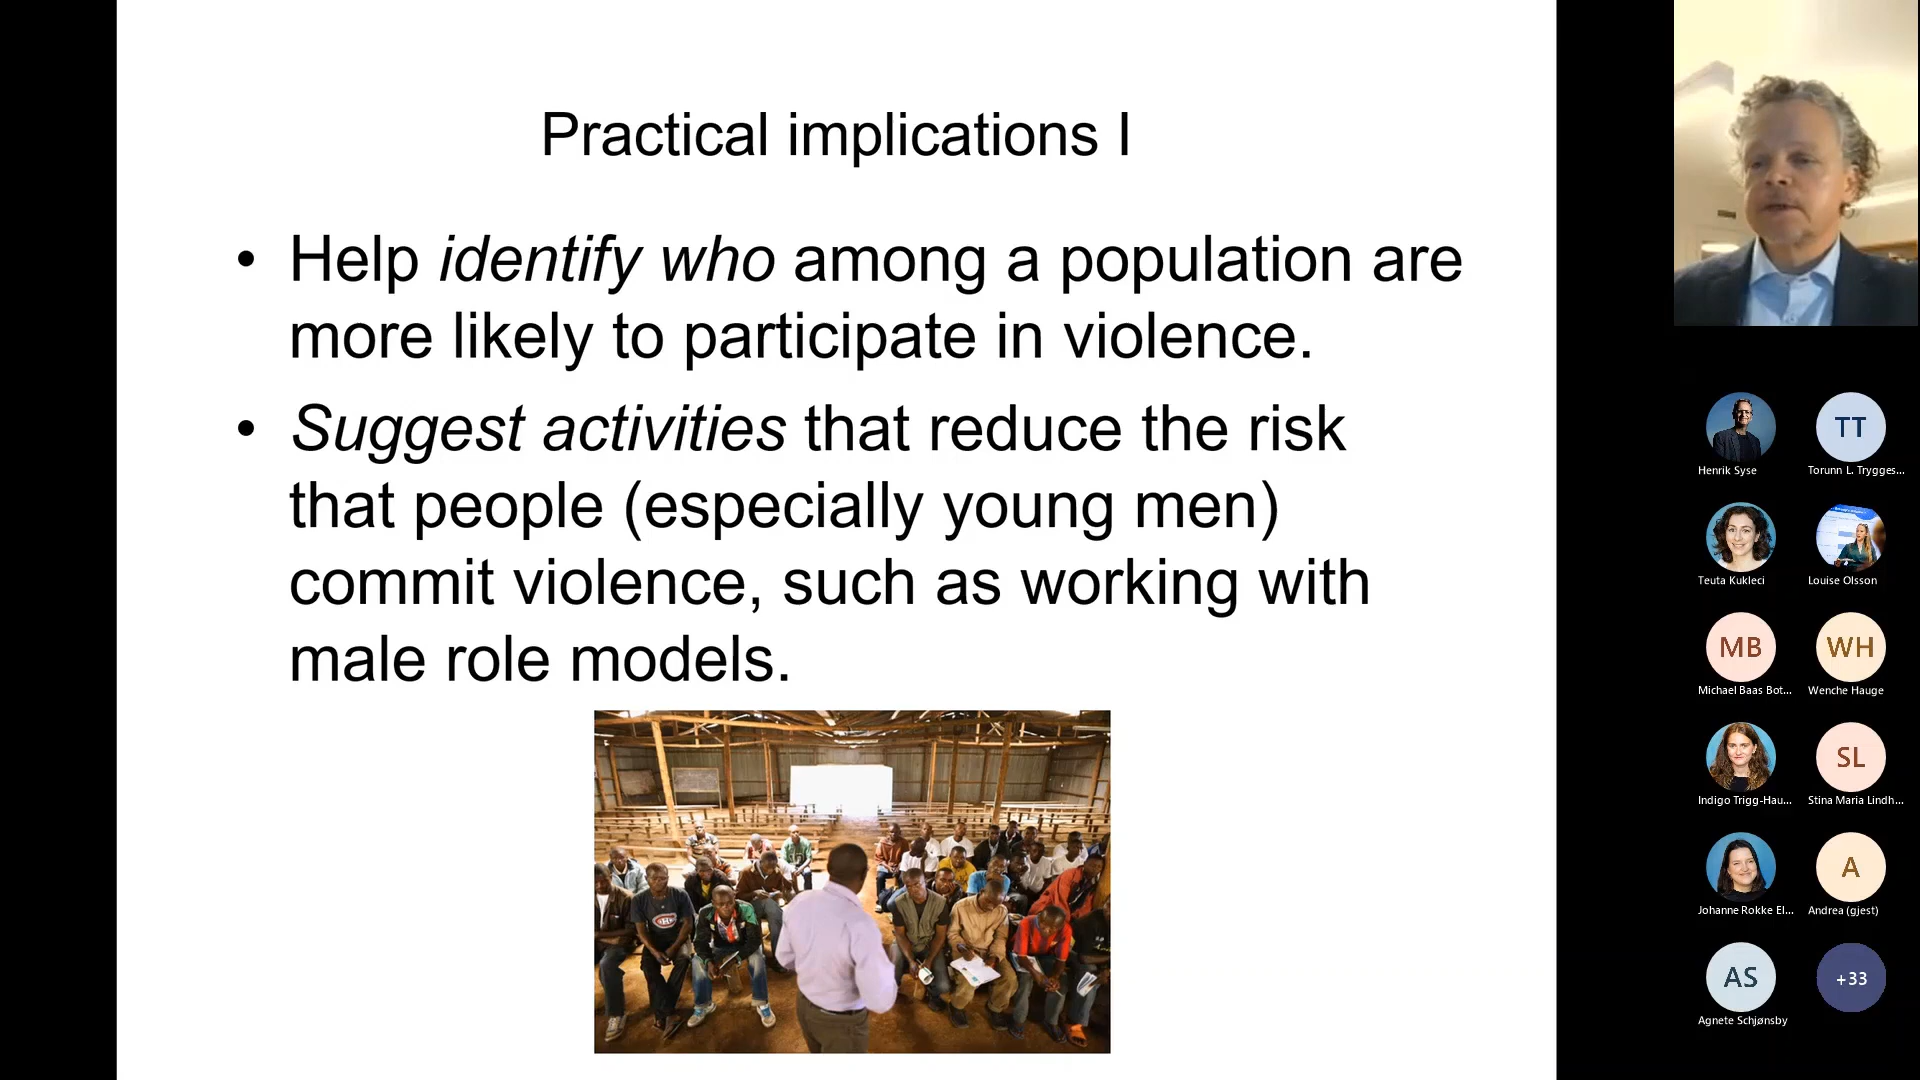 Practical implications I
• Help identify who among a population are
more likely to participate in violence.
• Suggest activities that reduce the risk
that people (especially young men)
commit violence, such as working with
male role models.
Henrik Syse
TT
Torunn L. Trygges...
Teuta Kukleci
Louise Olsson
MB
Michael Baas Bot...
WH
Wenche Hauge
Indigo Trigg-Hau...
SL
Stina Maria Lindh...
Johanne Rokke El...
A
Andrea (gjest)
AS
Agnete Schjønsby
+33